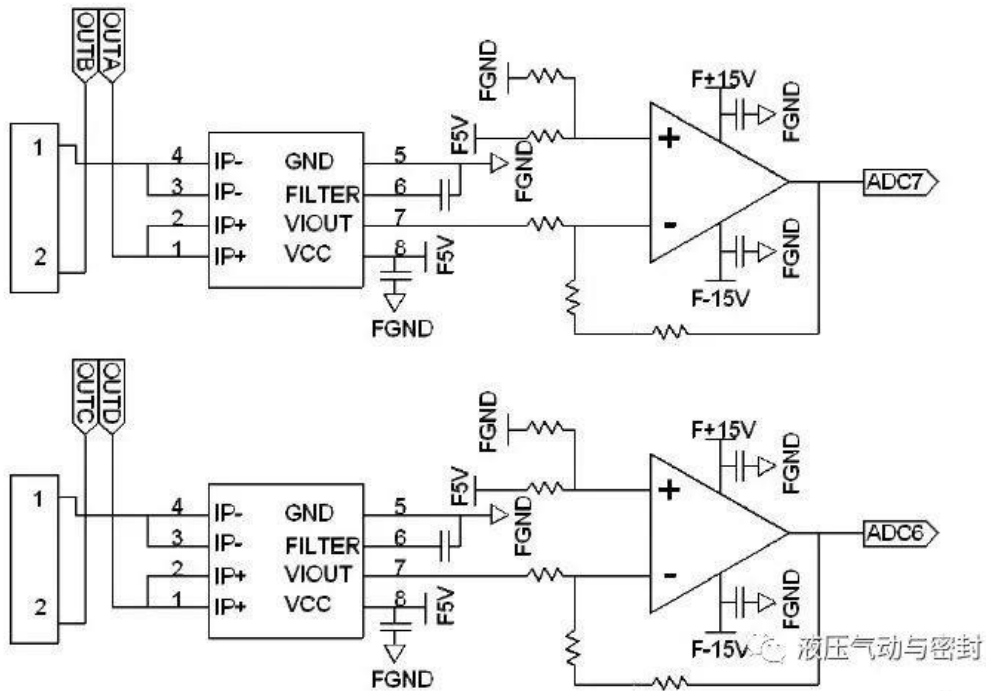 OUTB
OUTA
1
2
4 IP- GND 5
3 IP- FILTER 6
2 IP+ VIOUT 7
1 IP+ VCC 8
FGND
F5V
FGND
FGND
F5V
+
-
F+15V
FGND
FGND
F-15V
ADC7
OUTC
OUTD
1
2
4 IP- GND 5
3 IP- FILTER 6
2 IP+ VIOUT 7
1 IP+ VCC 8
FGND
F5V
FGND
FGND
F5V
+
-
F+15V
FGND
FGND
F-15V
ADC6
液压气动与密封